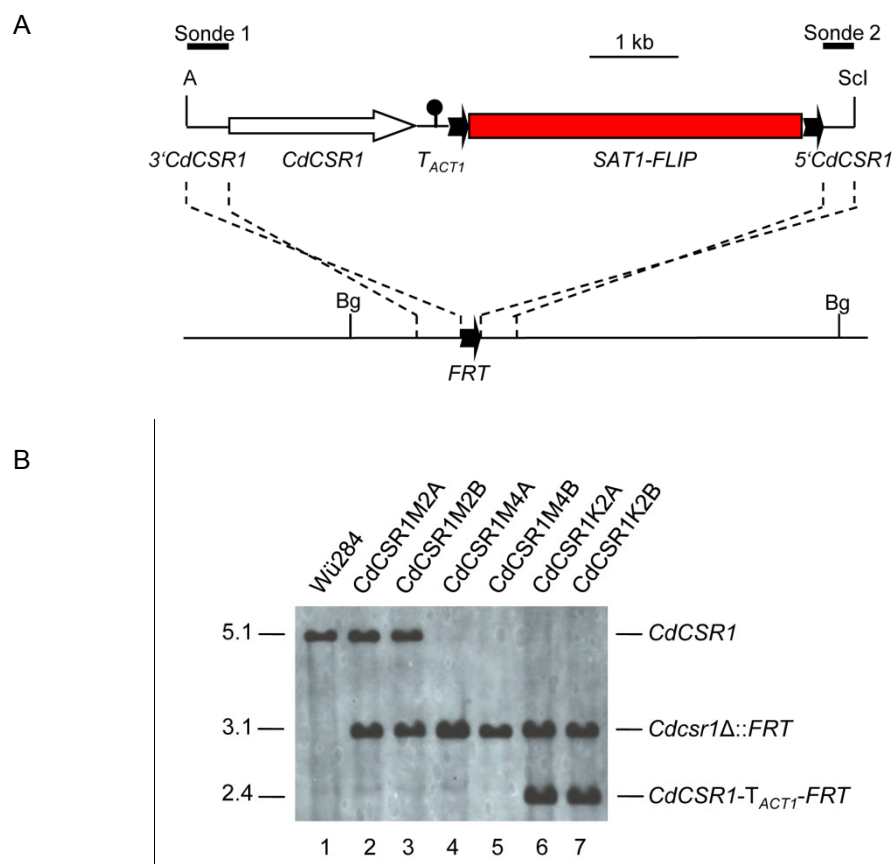 A
Sonde 1
1 kb
Sonde 2
A
ScI
3'CdCSR1
CdCSR1
T_ACT1
SAT1-FLIP
5'CdCSR1
Bg
Bg
FRT
B
Wü284
CdCSR1M2A
CdCSR1M2B
CdCSR1M4A
CdCSR1M4B
CdCSR1K2A
CdCSR1K2B
5.1
CdCSR1
3.1
Cdcsr1Δ::FRT
2.4
CdCSR1-T_ACT1-FRT
1 2 3 4 5 6 7